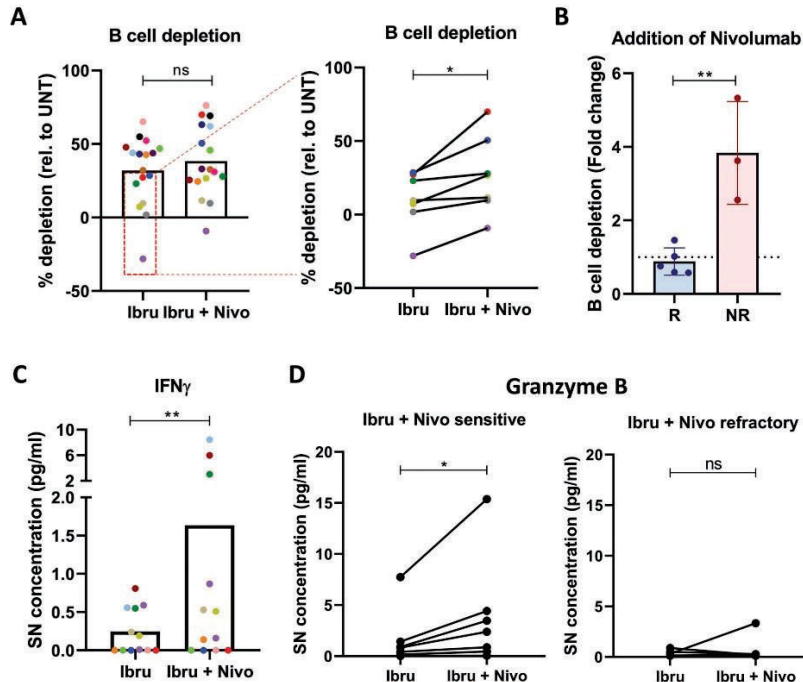 A
B cell depletion
ns
% depletion (rel. to UNT)
100
50
0
-50
Ibru
Ibru + Nivo
B cell depletion
*
% depletion (rel. to UNT)
100
50
0
-50
Ibru
Ibru + Nivo
B
Addition of Nivolumab
**
B cell depletion (Fold change)
6
4
2
0
R
NR
C
IFNγ
**
SN concentration (pg/ml)
10
8
6
4
2
2.0
1.5
1.0
0.5
0.0
Ibru
Ibru + Nivo
D
Granzyme B
Ibru + Nivo sensitive
*
SN concentration (pg/ml)
20
15
10
5
0
Ibru
Ibru + Nivo
Ibru + Nivo refractory
ns
SN concentration (pg/ml)
20
15
10
5
0
Ibru
Ibru + Nivo